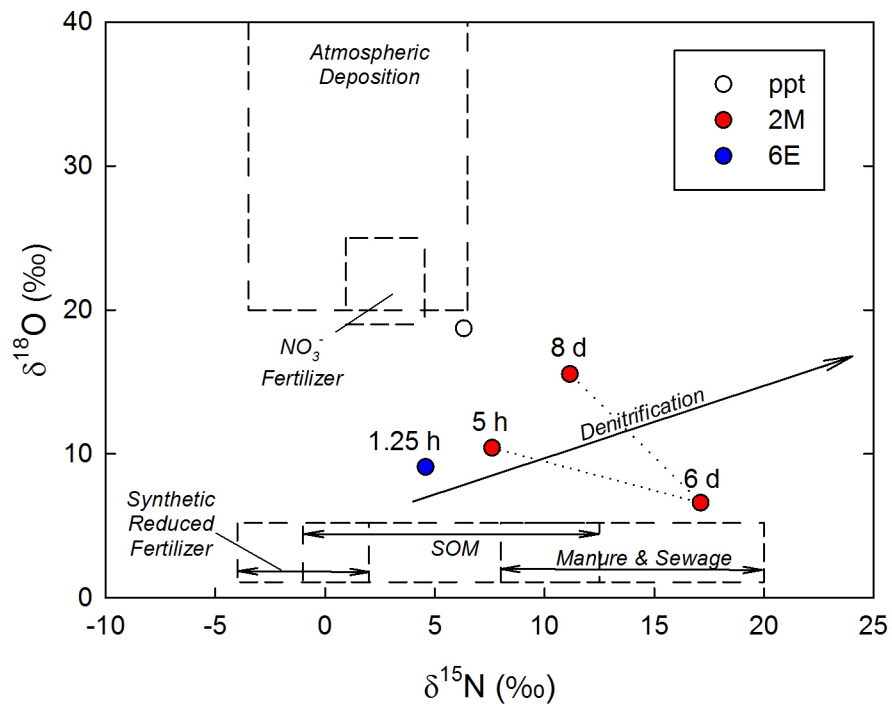 40
30
20
10
0
-10
-5
0
5
10
15
20
25
δ18O (‰)
δ15N (‰)
Atmospheric
Deposition
ppt
2M
6E
NO3-
Fertilizer
8 d
5 h
1.25 h
6 d
Denitrification
Synthetic
Reduced
Fertilizer
SOM
Manure & Sewage